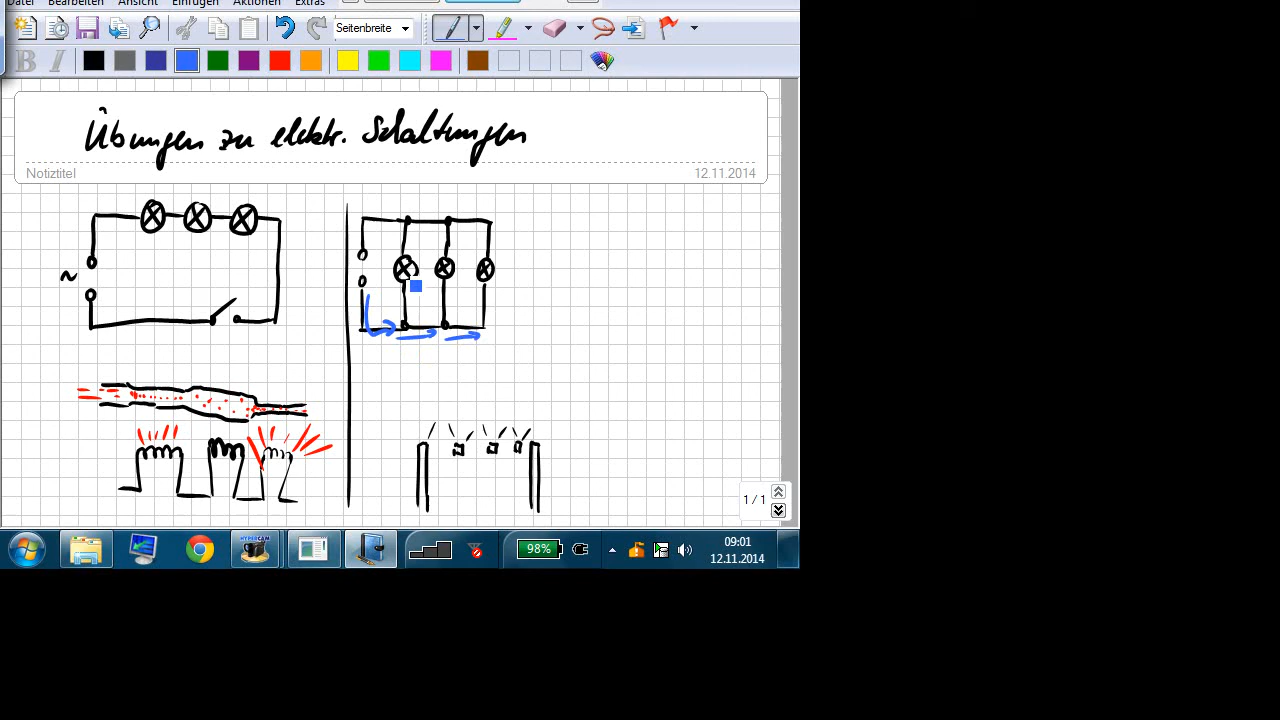 Datei Bearbeiten Ansicht Einfügen Aktionen Extras
Seitenbreite
B I
Übungen zu elektr. Schaltungen
Notiztitel
12.11.2014
~
1 / 1
HYPERCAM
98%
09:01
12.11.2014